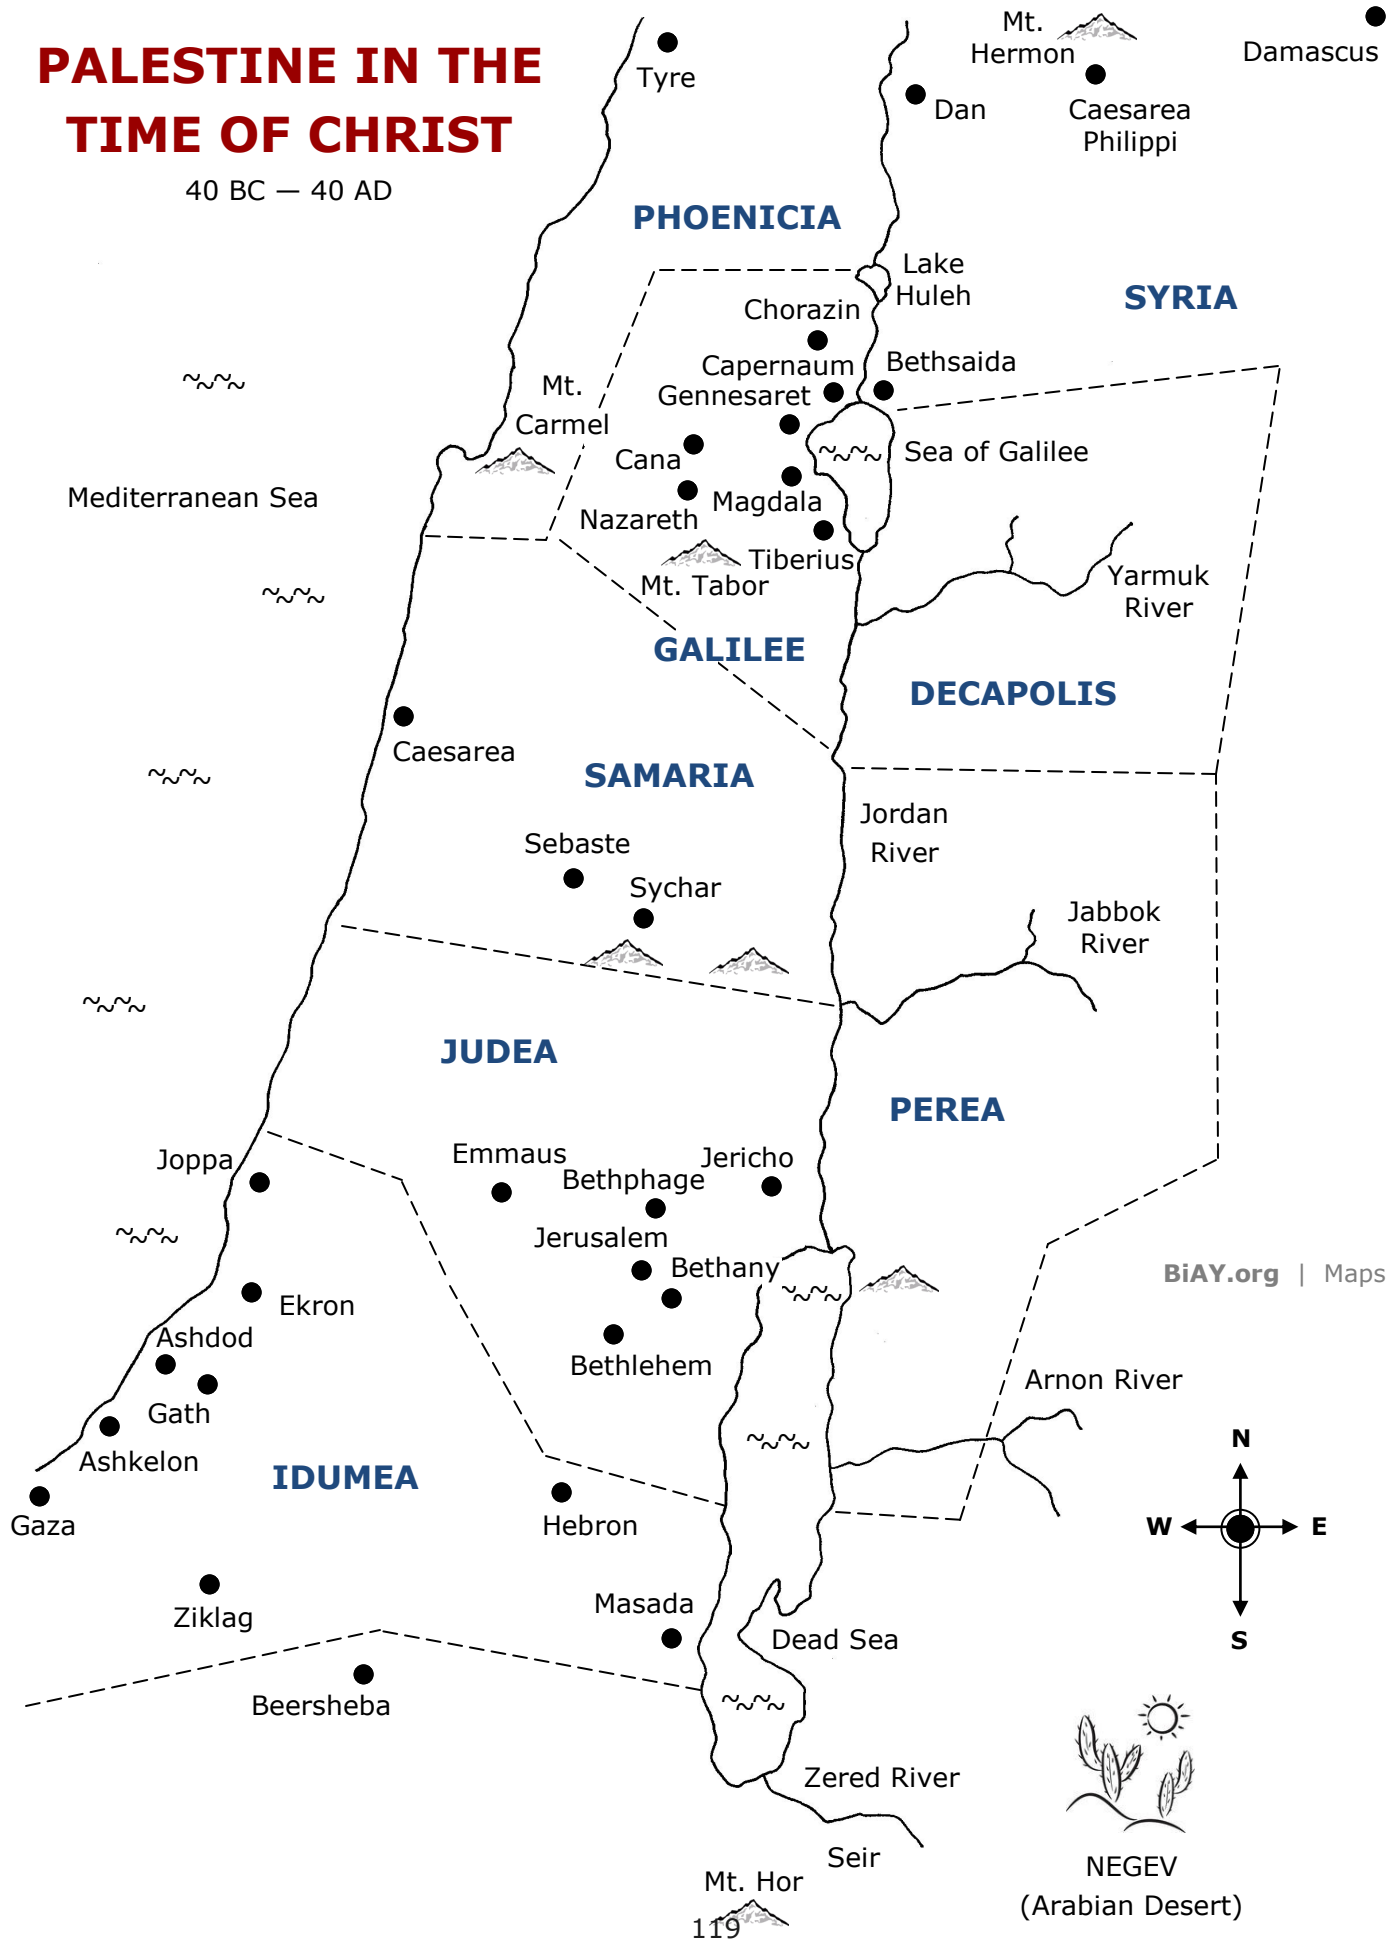 PALESTINE IN THE
TIME OF CHRIST
40 BC — 40 AD
Tyre
Mt.
Hermon
Damascus
Dan
Caesarea
Philippi
PHOENICIA
Lake
Huleh
SYRIA
Chorazin
Capernaum
Bethsaida
Gennesaret
Mt.
Carmel
Cana
Sea of Galilee
Mediterranean Sea
Magdala
Nazareth
Tiberius
Mt. Tabor
Yarmuk
River
GALILEE
DECAPOLIS
Caesarea
SAMARIA
Jordan
River
Sebaste
Sychar
Jabbok
River
JUDEA
PEREA
Joppa
Emmaus
Bethphage
Jericho
Jerusalem
Bethany
BiAY.org | Maps
Ekron
Ashdod
Bethlehem
Arnon River
Gath
Ashkelon
IDUMEA
Gaza
Hebron
N
W
E
S
Ziklag
Masada
Dead Sea
Beersheba
Zered River
Seir
Mt. Hor
NEGEV
(Arabian Desert)
119